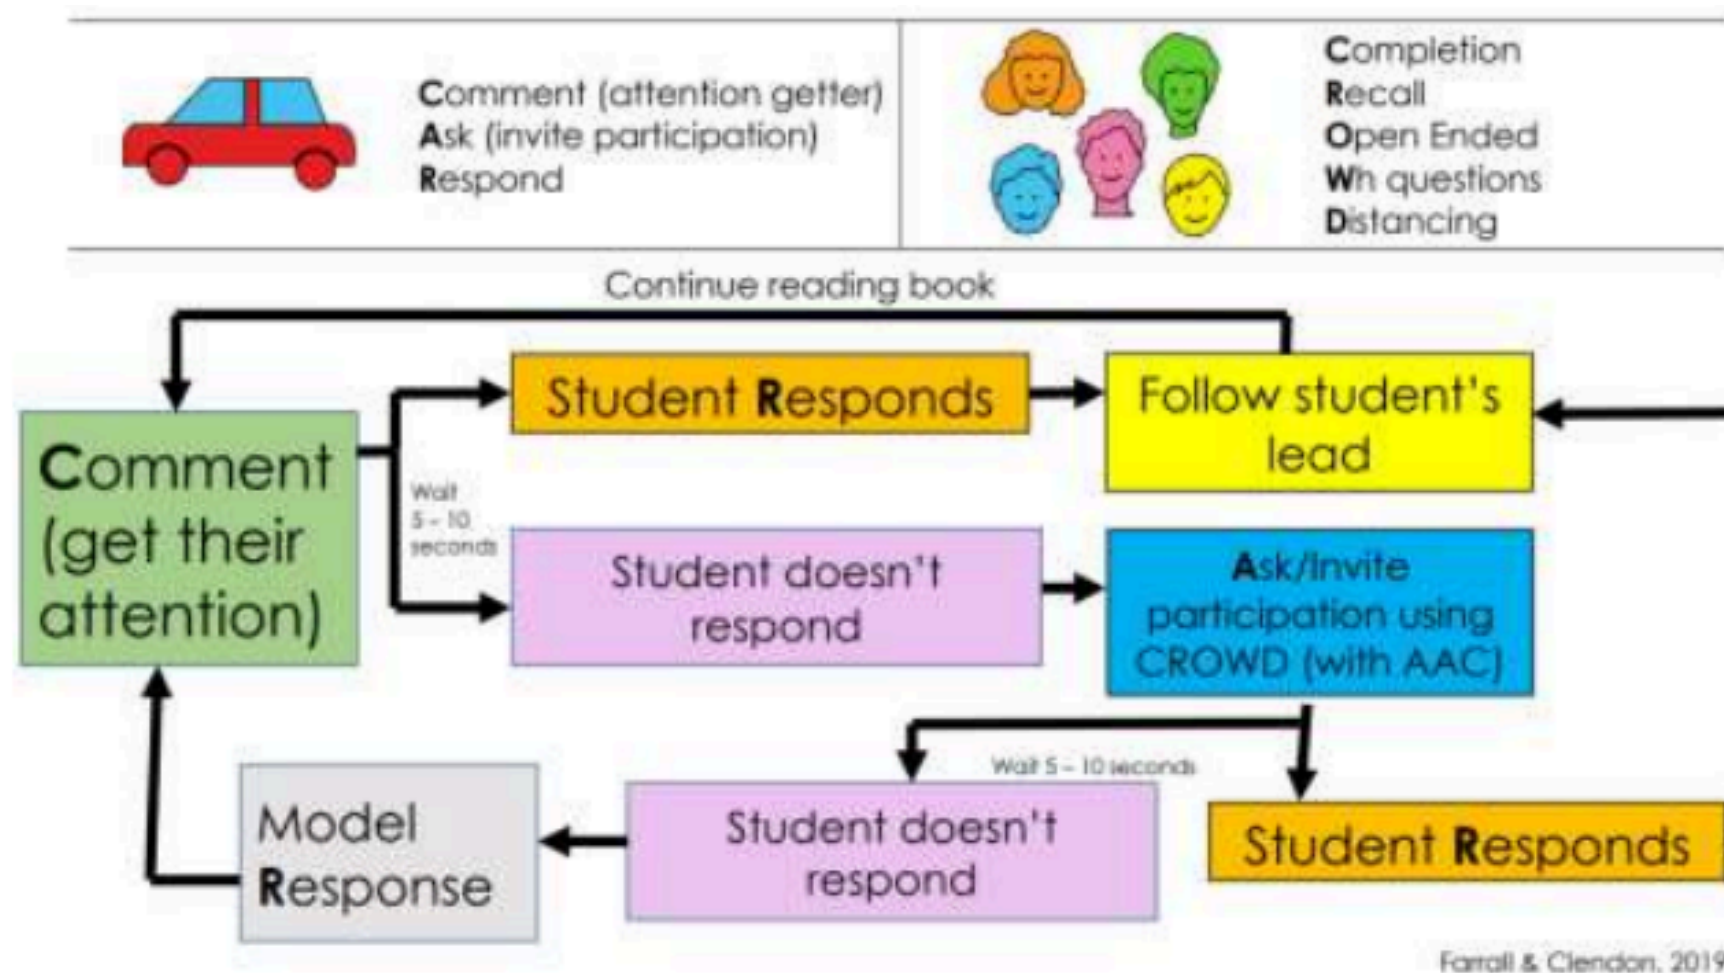 Comment (attention getter)
Ask (invite participation)
Respond
Completion
Recall
Open Ended
Wh questions
Distancing
Continue reading book
Comment
(get their
attention)
Wait
5 - 10
seconds
Student Responds
Follow student's
lead
Student doesn't
respond
Ask/Invite
participation using
CROWD (with AAC)
Wait 5 - 10 seconds
Model
Response
Student doesn't
respond
Student Responds
Farrall & Clendon, 2019